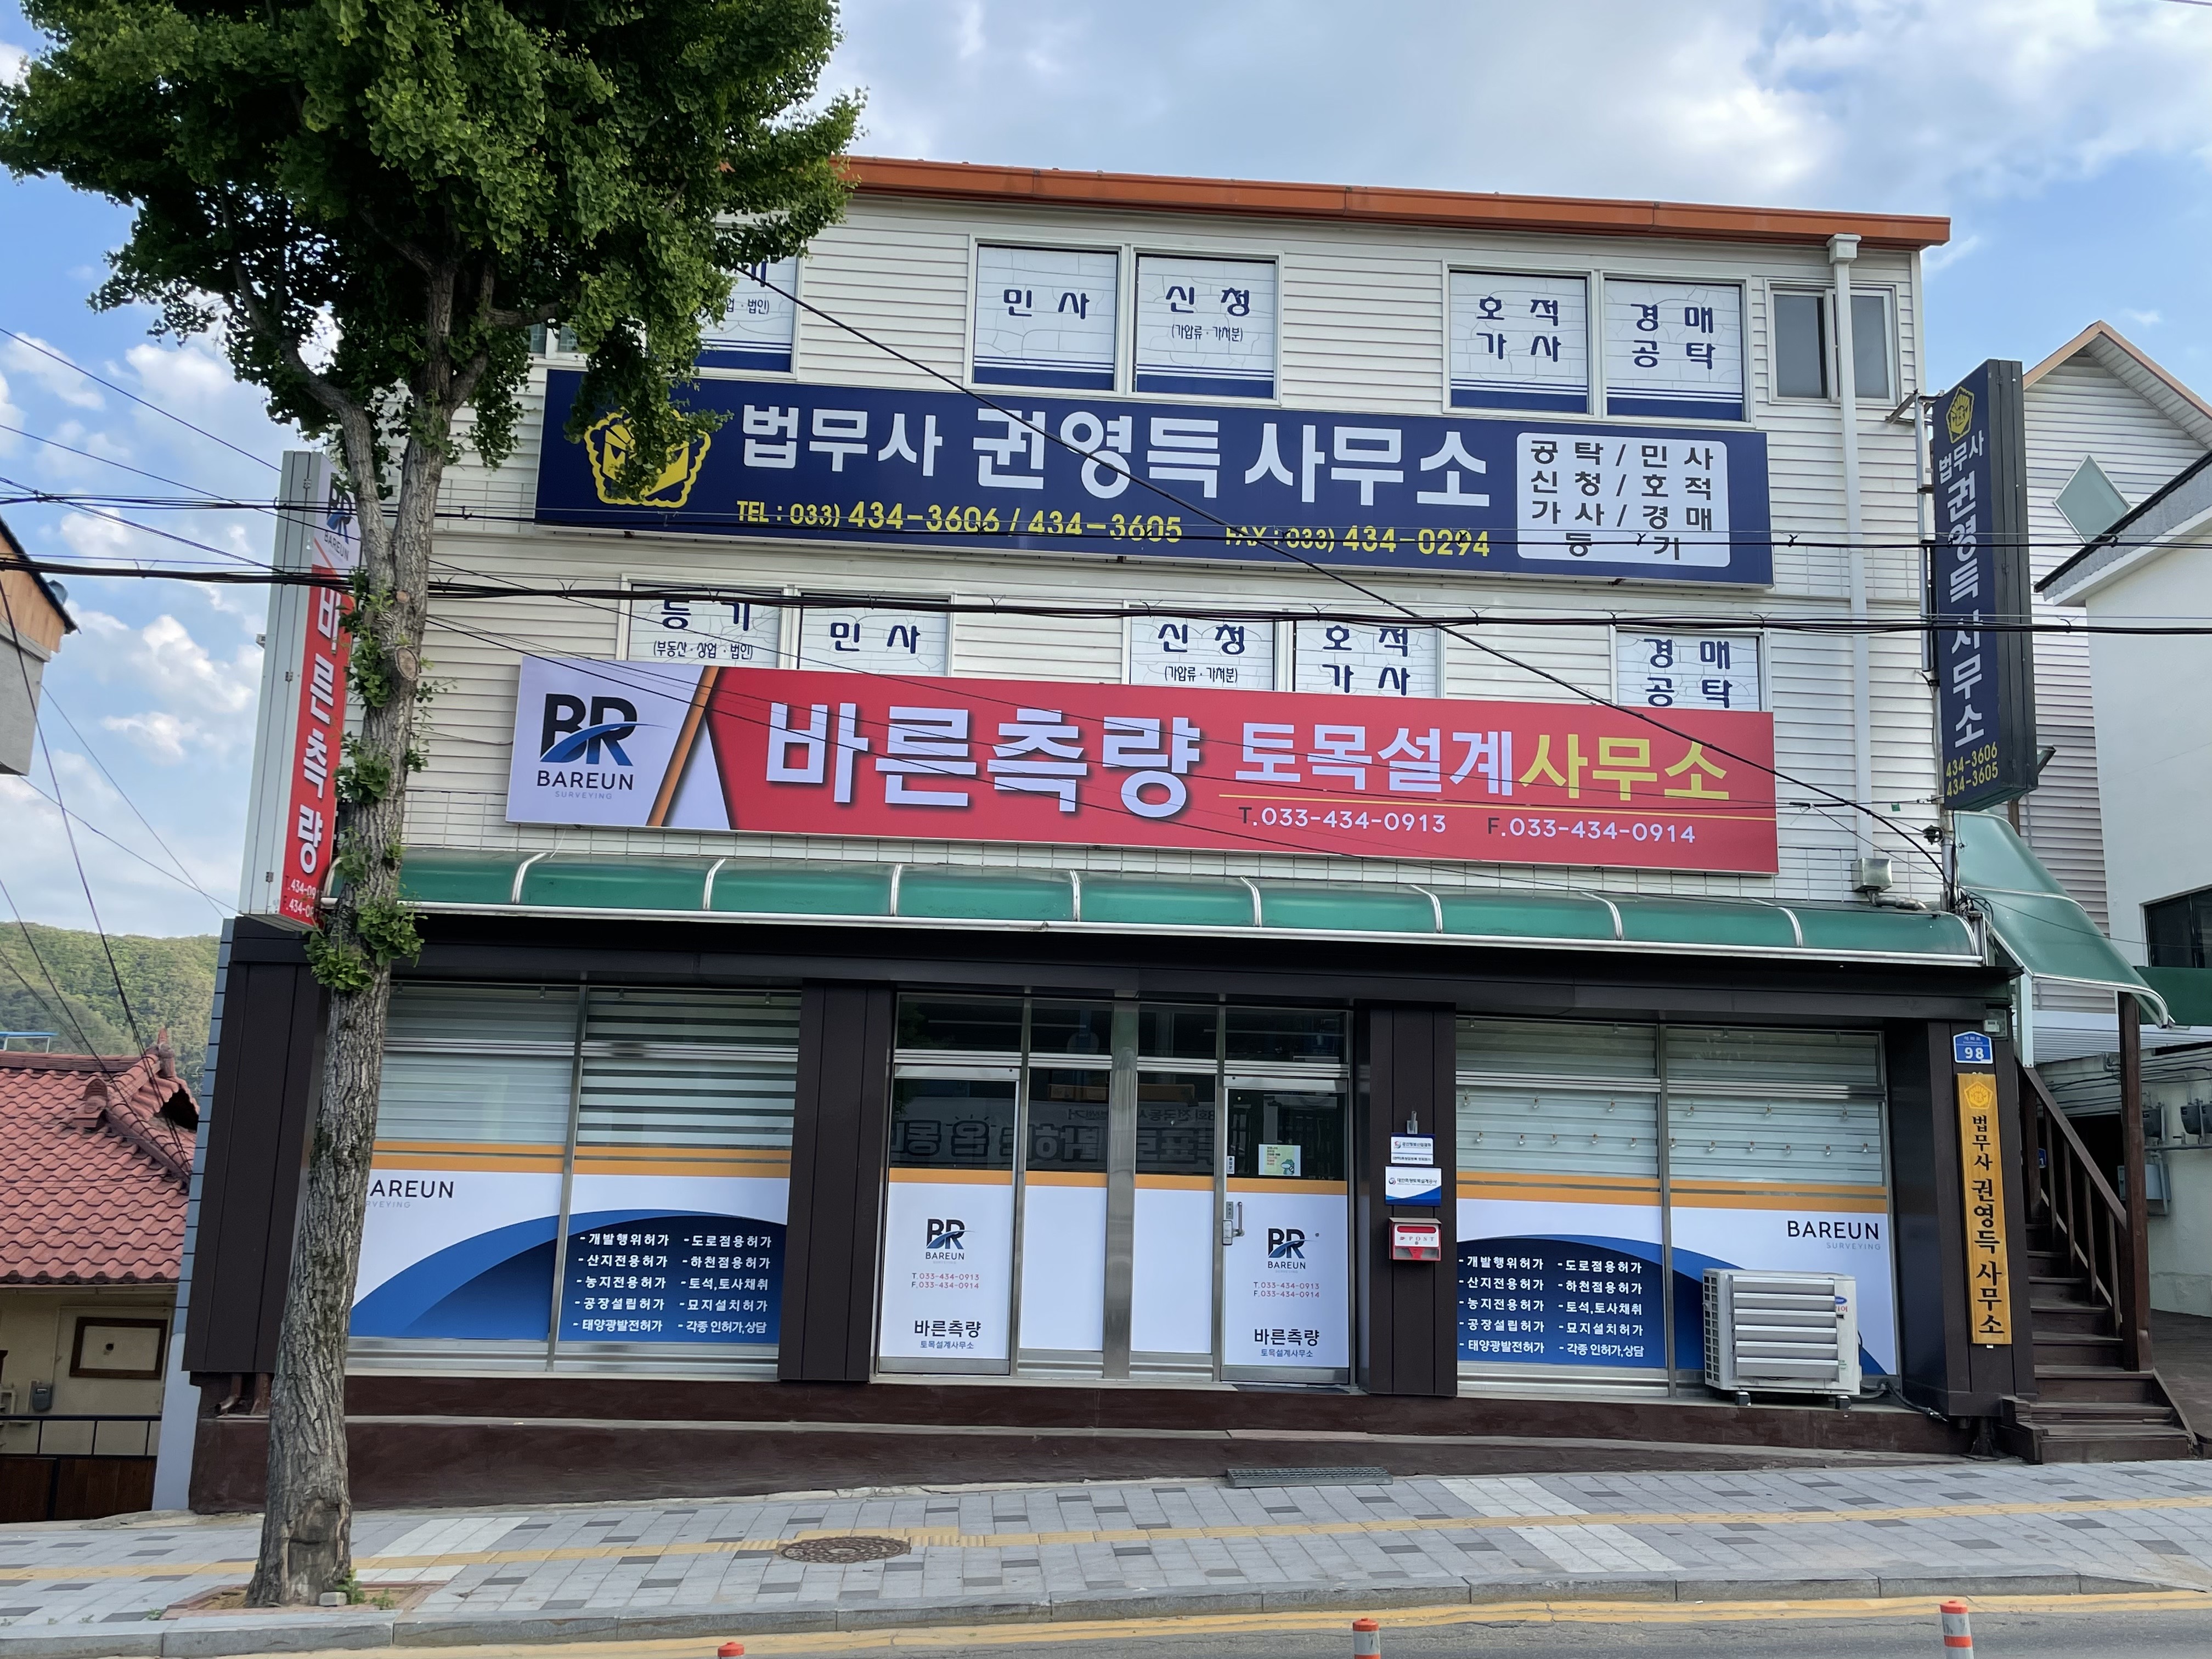 업 · 법인)
민 사
신 청
(가압류 · 가처분)
호 적
가 사
경 매
공 탁
법무사 권영득 사무소
TEL : 033) 434-3606 / 434-3605 FAX : 033) 434-0294
공 탁 / 민 사
신 청 / 호 적
가 사 / 경 매
등 기
법무사 권영득 사무소
434-3606
434-3605
등 기
(부동산 · 상업 · 법인)
민 사
신 청
(가압류 · 가처분)
호 적
가 사
경 매
공 탁
BR
BAREUN
바른측량
BR
BAREUN
SURVEYING
바른측량 토목설계사무소
T.033-434-0913 F.033-434-0914
98
법무사 권영득 사무소
AREUN
RVEYING
- 개발행위허가 - 도로점용허가
- 산지전용허가 - 하천점용허가
- 농지전용허가 - 토석,토사채취
- 공장설립허가 - 묘지설치허가
- 태양광발전허가 - 각종 인허가,상담
BR
BAREUN
T.033-434-0913
F.033-434-0914
바른측량
토목설계사무소
BR
BAREUN
T.033-434-0913
F.033-434-0914
바른측량
토목설계사무소
POST
BAREUN
SURVEYING
- 개발행위허가 - 도로점용허가
- 산지전용허가 - 하천점용허가
- 농지전용허가 - 토석,토사채취
- 공장설립허가 - 묘지설치허가
- 태양광발전허가 - 각종 인허가,상담